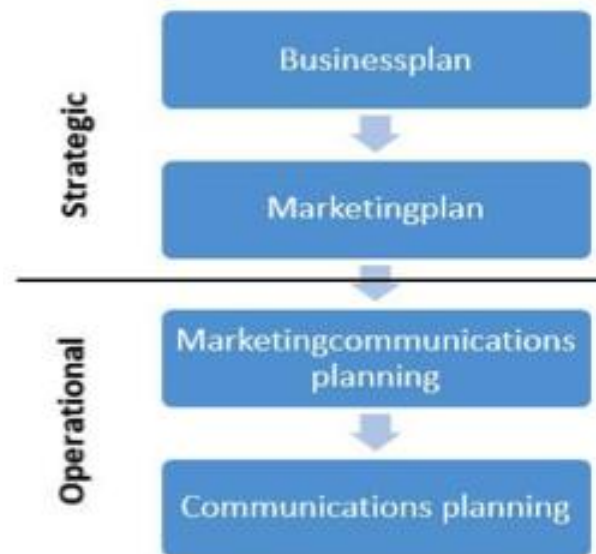 Strategic
Businessplan
Marketingplan
Operational
Marketingcommunications
planning
Communications planning